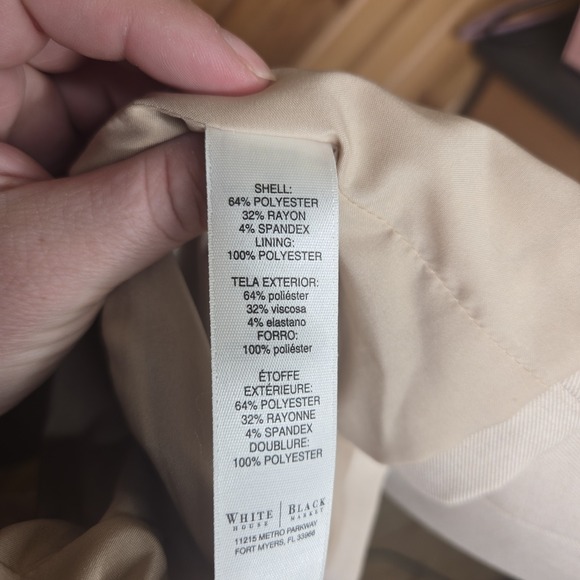 SHELL:
64% POLYESTER
32% RAYON
4% SPANDEX
LINING:
100% POLYESTER
TELA EXTERIOR:
64% poliéster
32% viscosa
4% elastano
FORRO:
100% poliéster
ÉTOFFE
EXTÉRIEURE:
64% POLYESTER
32% RAYONNE
4% SPANDEX
DOUBLURE:
100% POLYESTER
WHITE | BLACK
HOUSE MARKET
11215 METRO PARKWAY
FORT MYERS, FL 33966